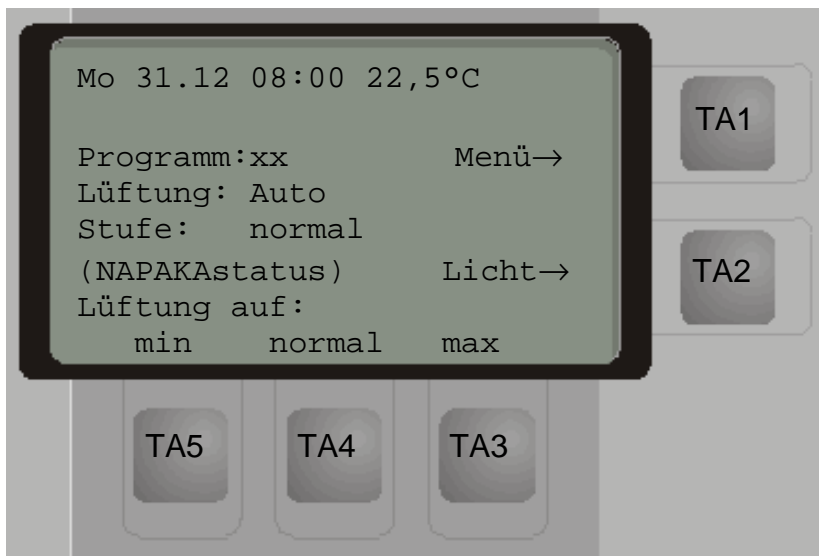 Mo 31.12 08:00 22,5°C
Programm:xx Menü→
Lüftung: Auto
Stufe: normal
(NAPAKAstatus) Licht→
Lüftung auf:
min normal max
TA1
TA2
TA5 TA4 TA3